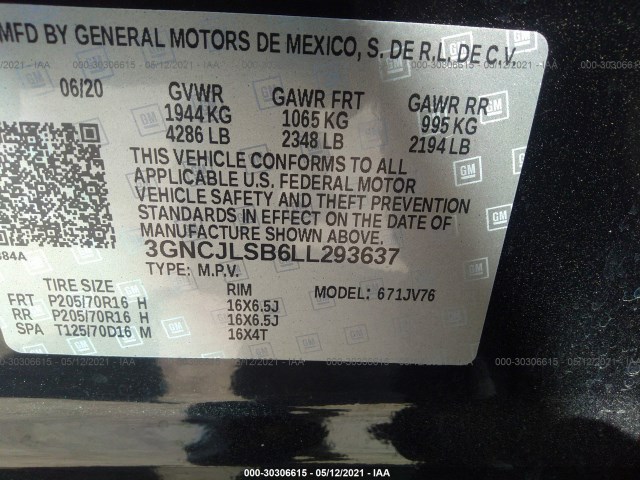 MFD BY GENERAL MOTORS DE MEXICO, S. DE R.L. DE C.V.
06/20 GVWR GAWR FRT GAWR RR
1944 KG 1065 KG 995 KG
4286 LB 2348 LB 2194 LB
THIS VEHICLE CONFORMS TO ALL
APPLICABLE U.S. FEDERAL MOTOR
VEHICLE SAFETY AND THEFT PREVENTION
STANDARDS IN EFFECT ON THE DATE OF
MANUFACTURE SHOWN ABOVE.
3GNCJLSB6LL293637
TYPE: M.P.V.
TIRE SIZE RIM MODEL: 671JV76
FRT P205/70R16 H 16X6.5J
RR P205/70R16 H 16X6.5J
SPA T125/70D16 M 16X4T
GM
000-30306615 - 05/12/2021 - IAA